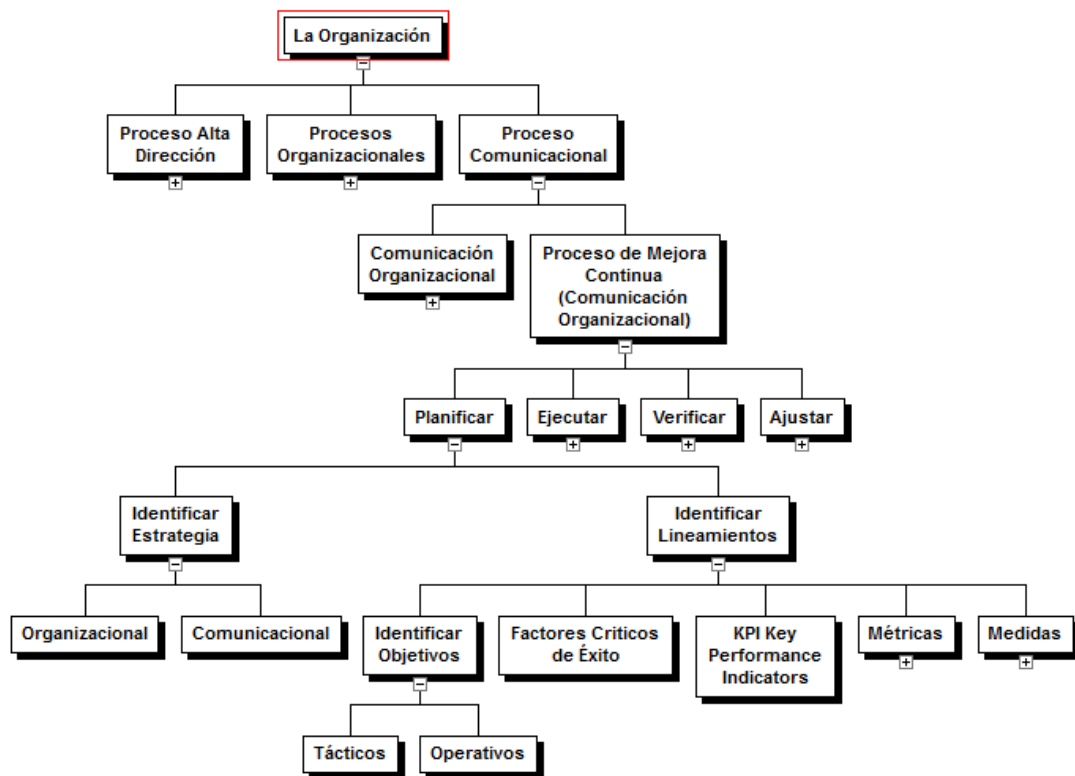 La Organización
Proceso Alta
Dirección
Procesos
Organizacionales
Proceso
Comunicacional
Comunicación
Organizacional
Proceso de Mejora
Continua
(Comunicación
Organizacional)
Planificar
Ejecutar
Verificar
Ajustar
Identificar
Estrategia
Identificar
Lineamientos
Organizacional
Comunicacional
Identificar
Objetivos
Factores Criticos
de Éxito
KPI Key
Performance
Indicators
Métricas
Medidas
Tácticos
Operativos